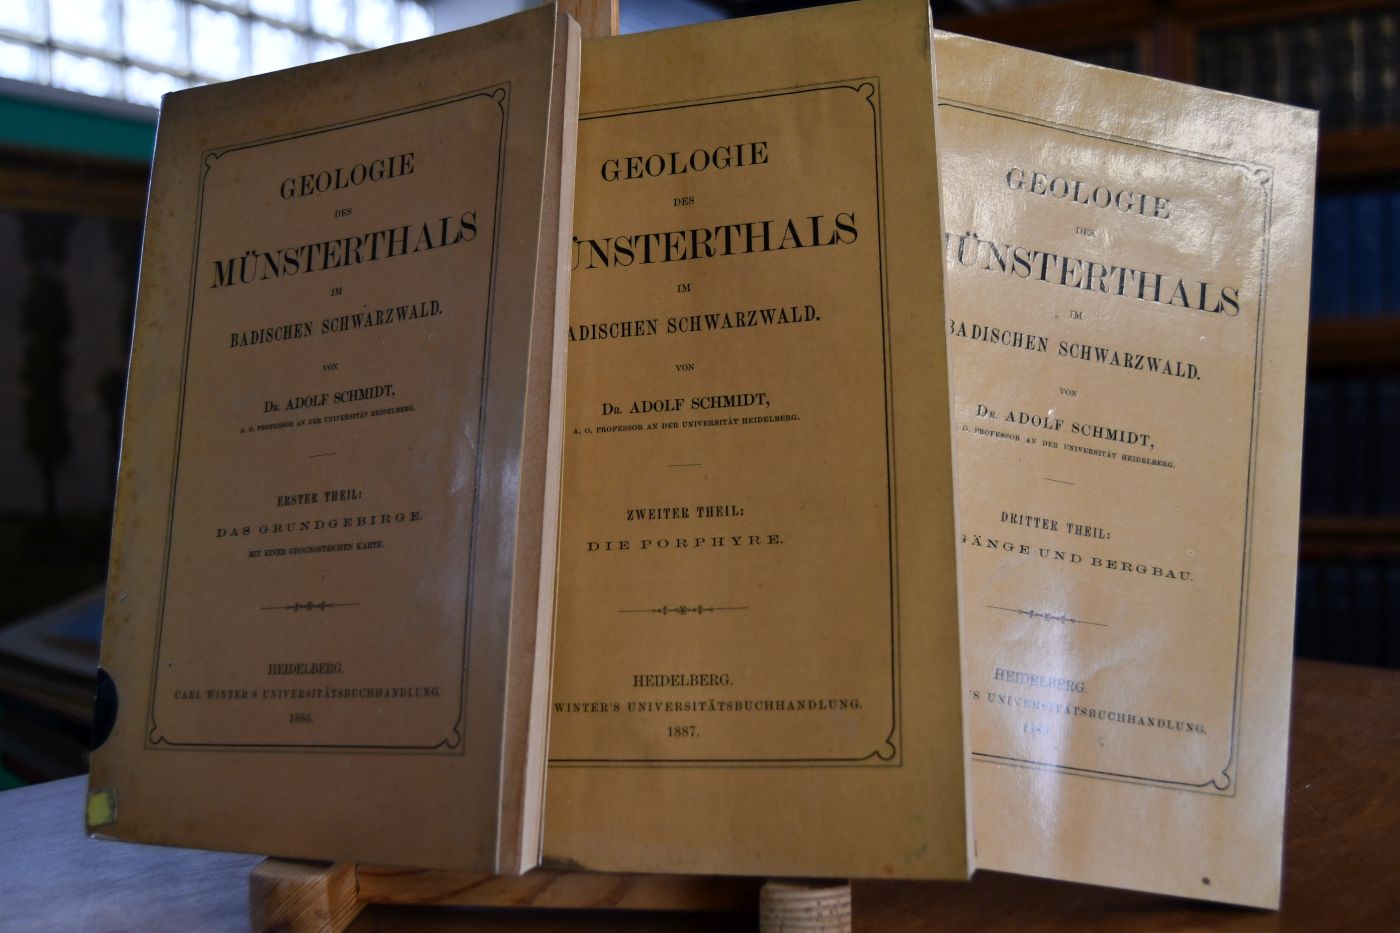 GEOLOGIE
DES
MÜNSTERTHALS
IM
BADISCHEN SCHWARZWALD.
VON
DR. ADOLF SCHMIDT,
A. O. PROFESSOR AN DER UNIVERSITÄT HEIDELBERG.
ERSTER THEIL:
DAS GRUNDGEBIRGE.
MIT EINER GEOGNOSTISCHEN KARTE.
HEIDELBERG.
CARL WINTER'S UNIVERSITÄTSBUCHHANDLUNG.
1886.
GEOLOGIE
DES
ÜNSTERTHALS
IM
ADISCHEN SCHWARZWALD.
VON
DR. ADOLF SCHMIDT,
A. O. PROFESSOR AN DER UNIVERSITÄT HEIDELBERG.
ZWEITER THEIL:
DIE PORPHYRE.
HEIDELBERG.
WINTER'S UNIVERSITÄTSBUCHHANDLUNG.
1887.
GEOLOGIE
DES
MÜNSTERTHALS
IM
BADISCHEN SCHWARZWALD.
VON
DR. ADOLF SCHMIDT,
O. PROFESSOR AN DER UNIVERSITÄT HEIDELBERG.
DRITTER THEIL:
GÄNGE UND BERGBAU.
HEIDELBERG.
'S UNIVERSITÄTSBUCHHANDLUNG.